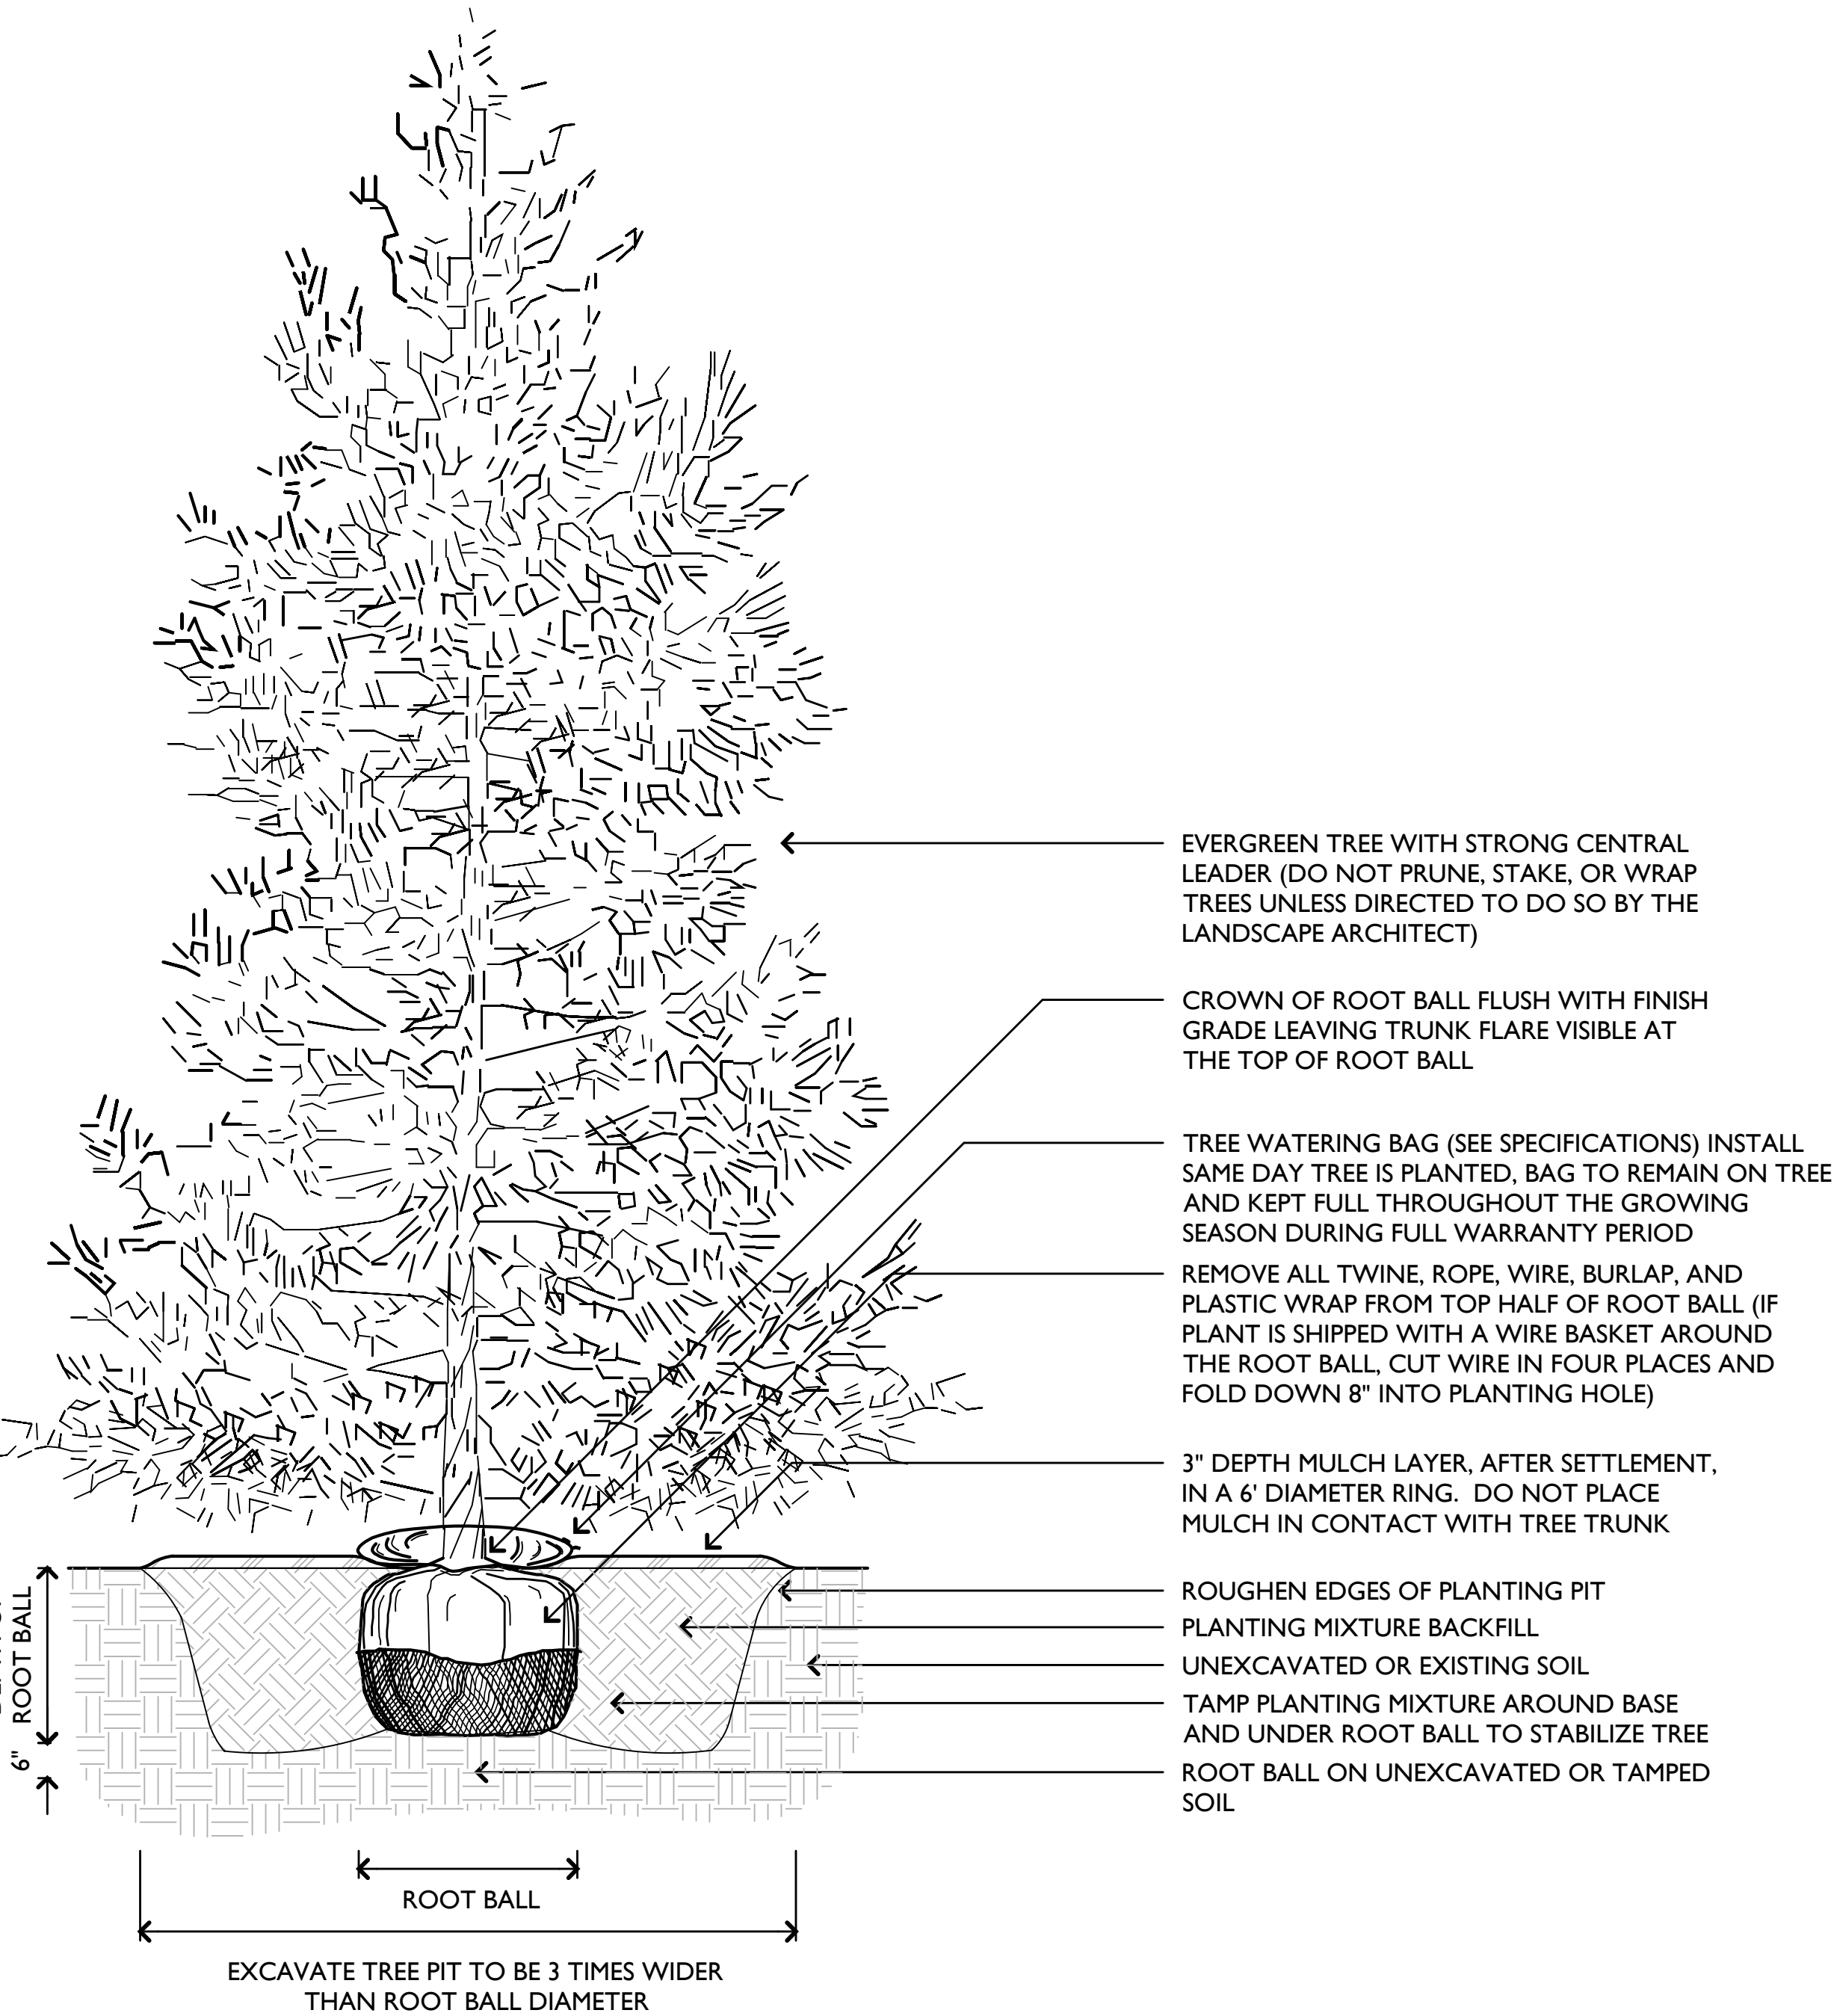 EVERGREEN TREE WITH STRONG CENTRAL
LEADER (DO NOT PRUNE, STAKE, OR WRAP
TREES UNLESS DIRECTED TO DO SO BY THE
LANDSCAPE ARCHITECT)
CROWN OF ROOT BALL FLUSH WITH FINISH
GRADE LEAVING TRUNK FLARE VISIBLE AT
THE TOP OF ROOT BALL
TREE WATERING BAG (SEE SPECIFICATIONS) INSTALL
SAME DAY TREE IS PLANTED, BAG TO REMAIN ON TREE
AND KEPT FULL THROUGHOUT THE GROWING
SEASON DURING FULL WARRANTY PERIOD
REMOVE ALL TWINE, ROPE, WIRE, BURLAP, AND
PLASTIC WRAP FROM TOP HALF OF ROOT BALL (IF
PLANT IS SHIPPED WITH A WIRE BASKET AROUND
THE ROOT BALL, CUT WIRE IN FOUR PLACES AND
FOLD DOWN 8" INTO PLANTING HOLE)
3" DEPTH MULCH LAYER, AFTER SETTLEMENT,
IN A 6' DIAMETER RING.  DO NOT PLACE
MULCH IN CONTACT WITH TREE TRUNK
ROUGHEN EDGES OF PLANTING PIT
PLANTING MIXTURE BACKFILL
UNEXCAVATED OR EXISTING SOIL
TAMP PLANTING MIXTURE AROUND BASE
AND UNDER ROOT BALL TO STABILIZE TREE
ROOT BALL ON UNEXCAVATED OR TAMPED
SOIL
ROOT BALL
6"
ROOT BALL
EXCAVATE TREE PIT TO BE 3 TIMES WIDER
THAN ROOT BALL DIAMETER